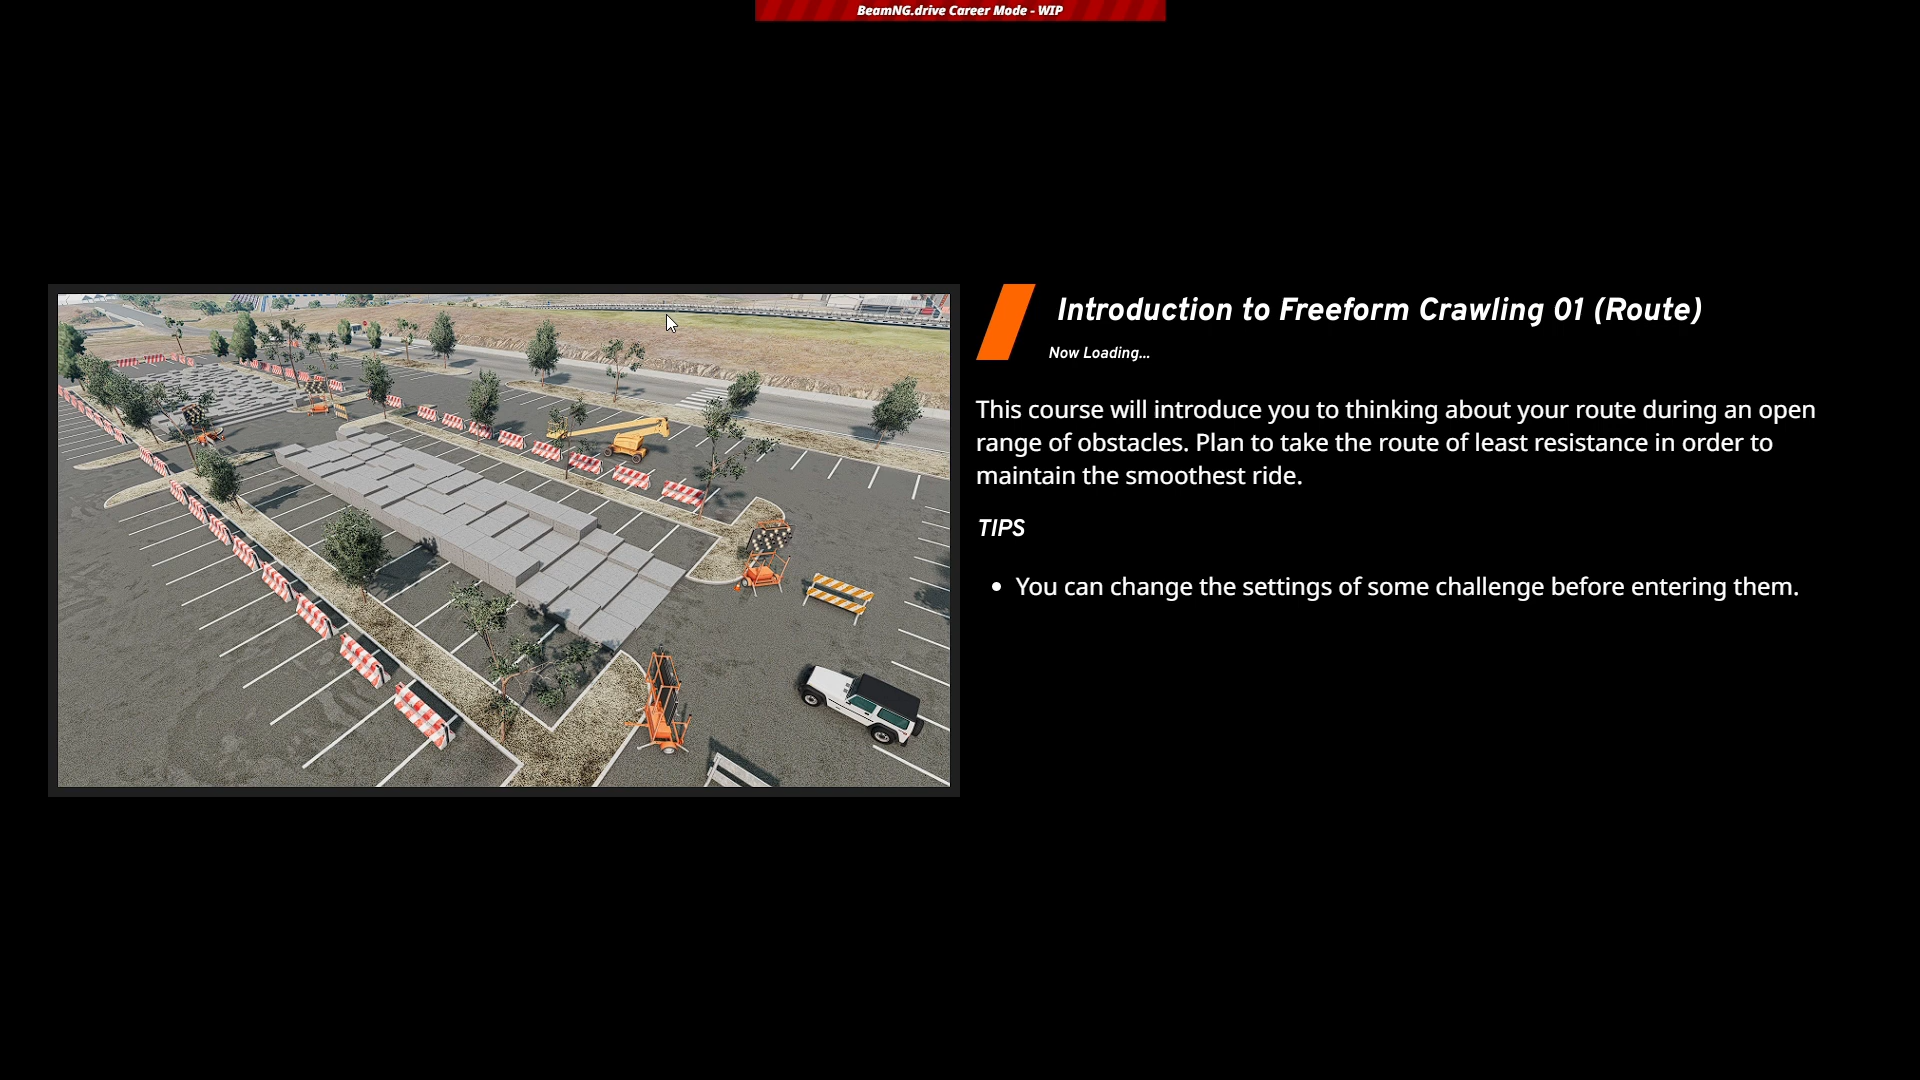 BeamNG.drive Career Mode - WIP
Introduction to Freeform Crawling 01 (Route)
Now Loading...
This course will introduce you to thinking about your route during an open
range of obstacles. Plan to take the route of least resistance in order to
maintain the smoothest ride.
TIPS
• You can change the settings of some challenge before entering them.